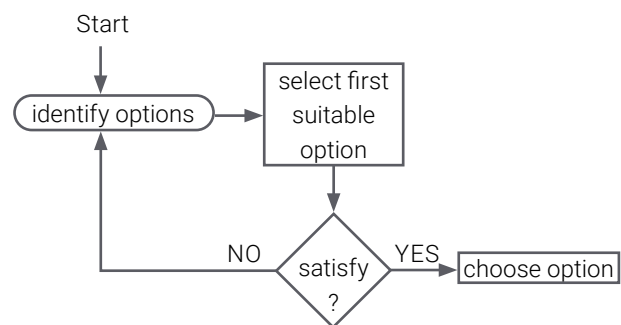 Start
identify options
select first
suitable
option
NO
YES
satisfy
?
choose option